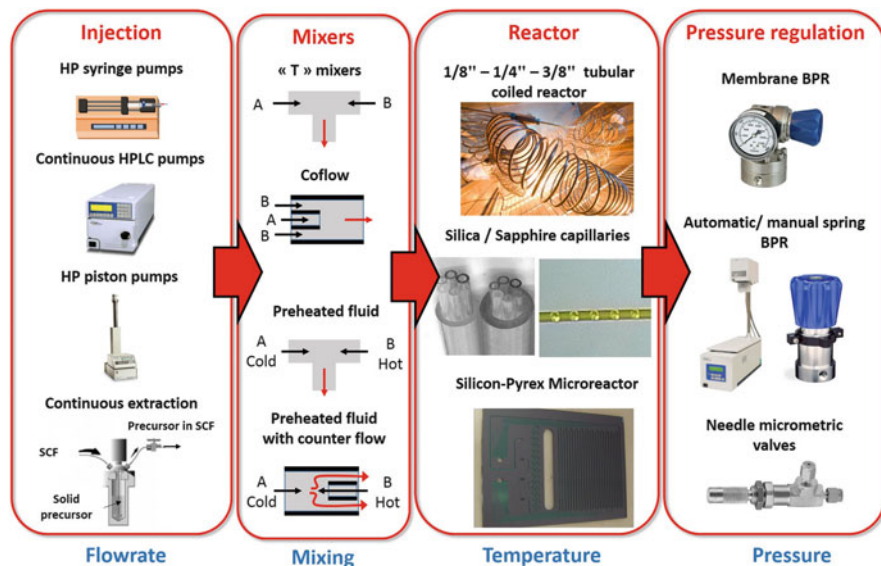 Injection
HP syringe pumps
Continuous HPLC pumps
HP piston pumps
Continuous extraction
Precursor in SCF
SCF
Solid
precursor
Flowrate
Mixers
« T » mixers
A
B
Coflow
B
A
B
Preheated fluid
A
Cold
B
Hot
Preheated fluid
with counter flow
A
Cold
B
Hot
Mixing
Reactor
1/8'' – 1/4'' – 3/8'' tubular
coiled reactor
Silica / Sapphire capillaries
Silicon-Pyrex Microreactor
Temperature
Pressure regulation
Membrane BPR
Automatic/ manual spring
BPR
Needle micrometric
valves
Pressure